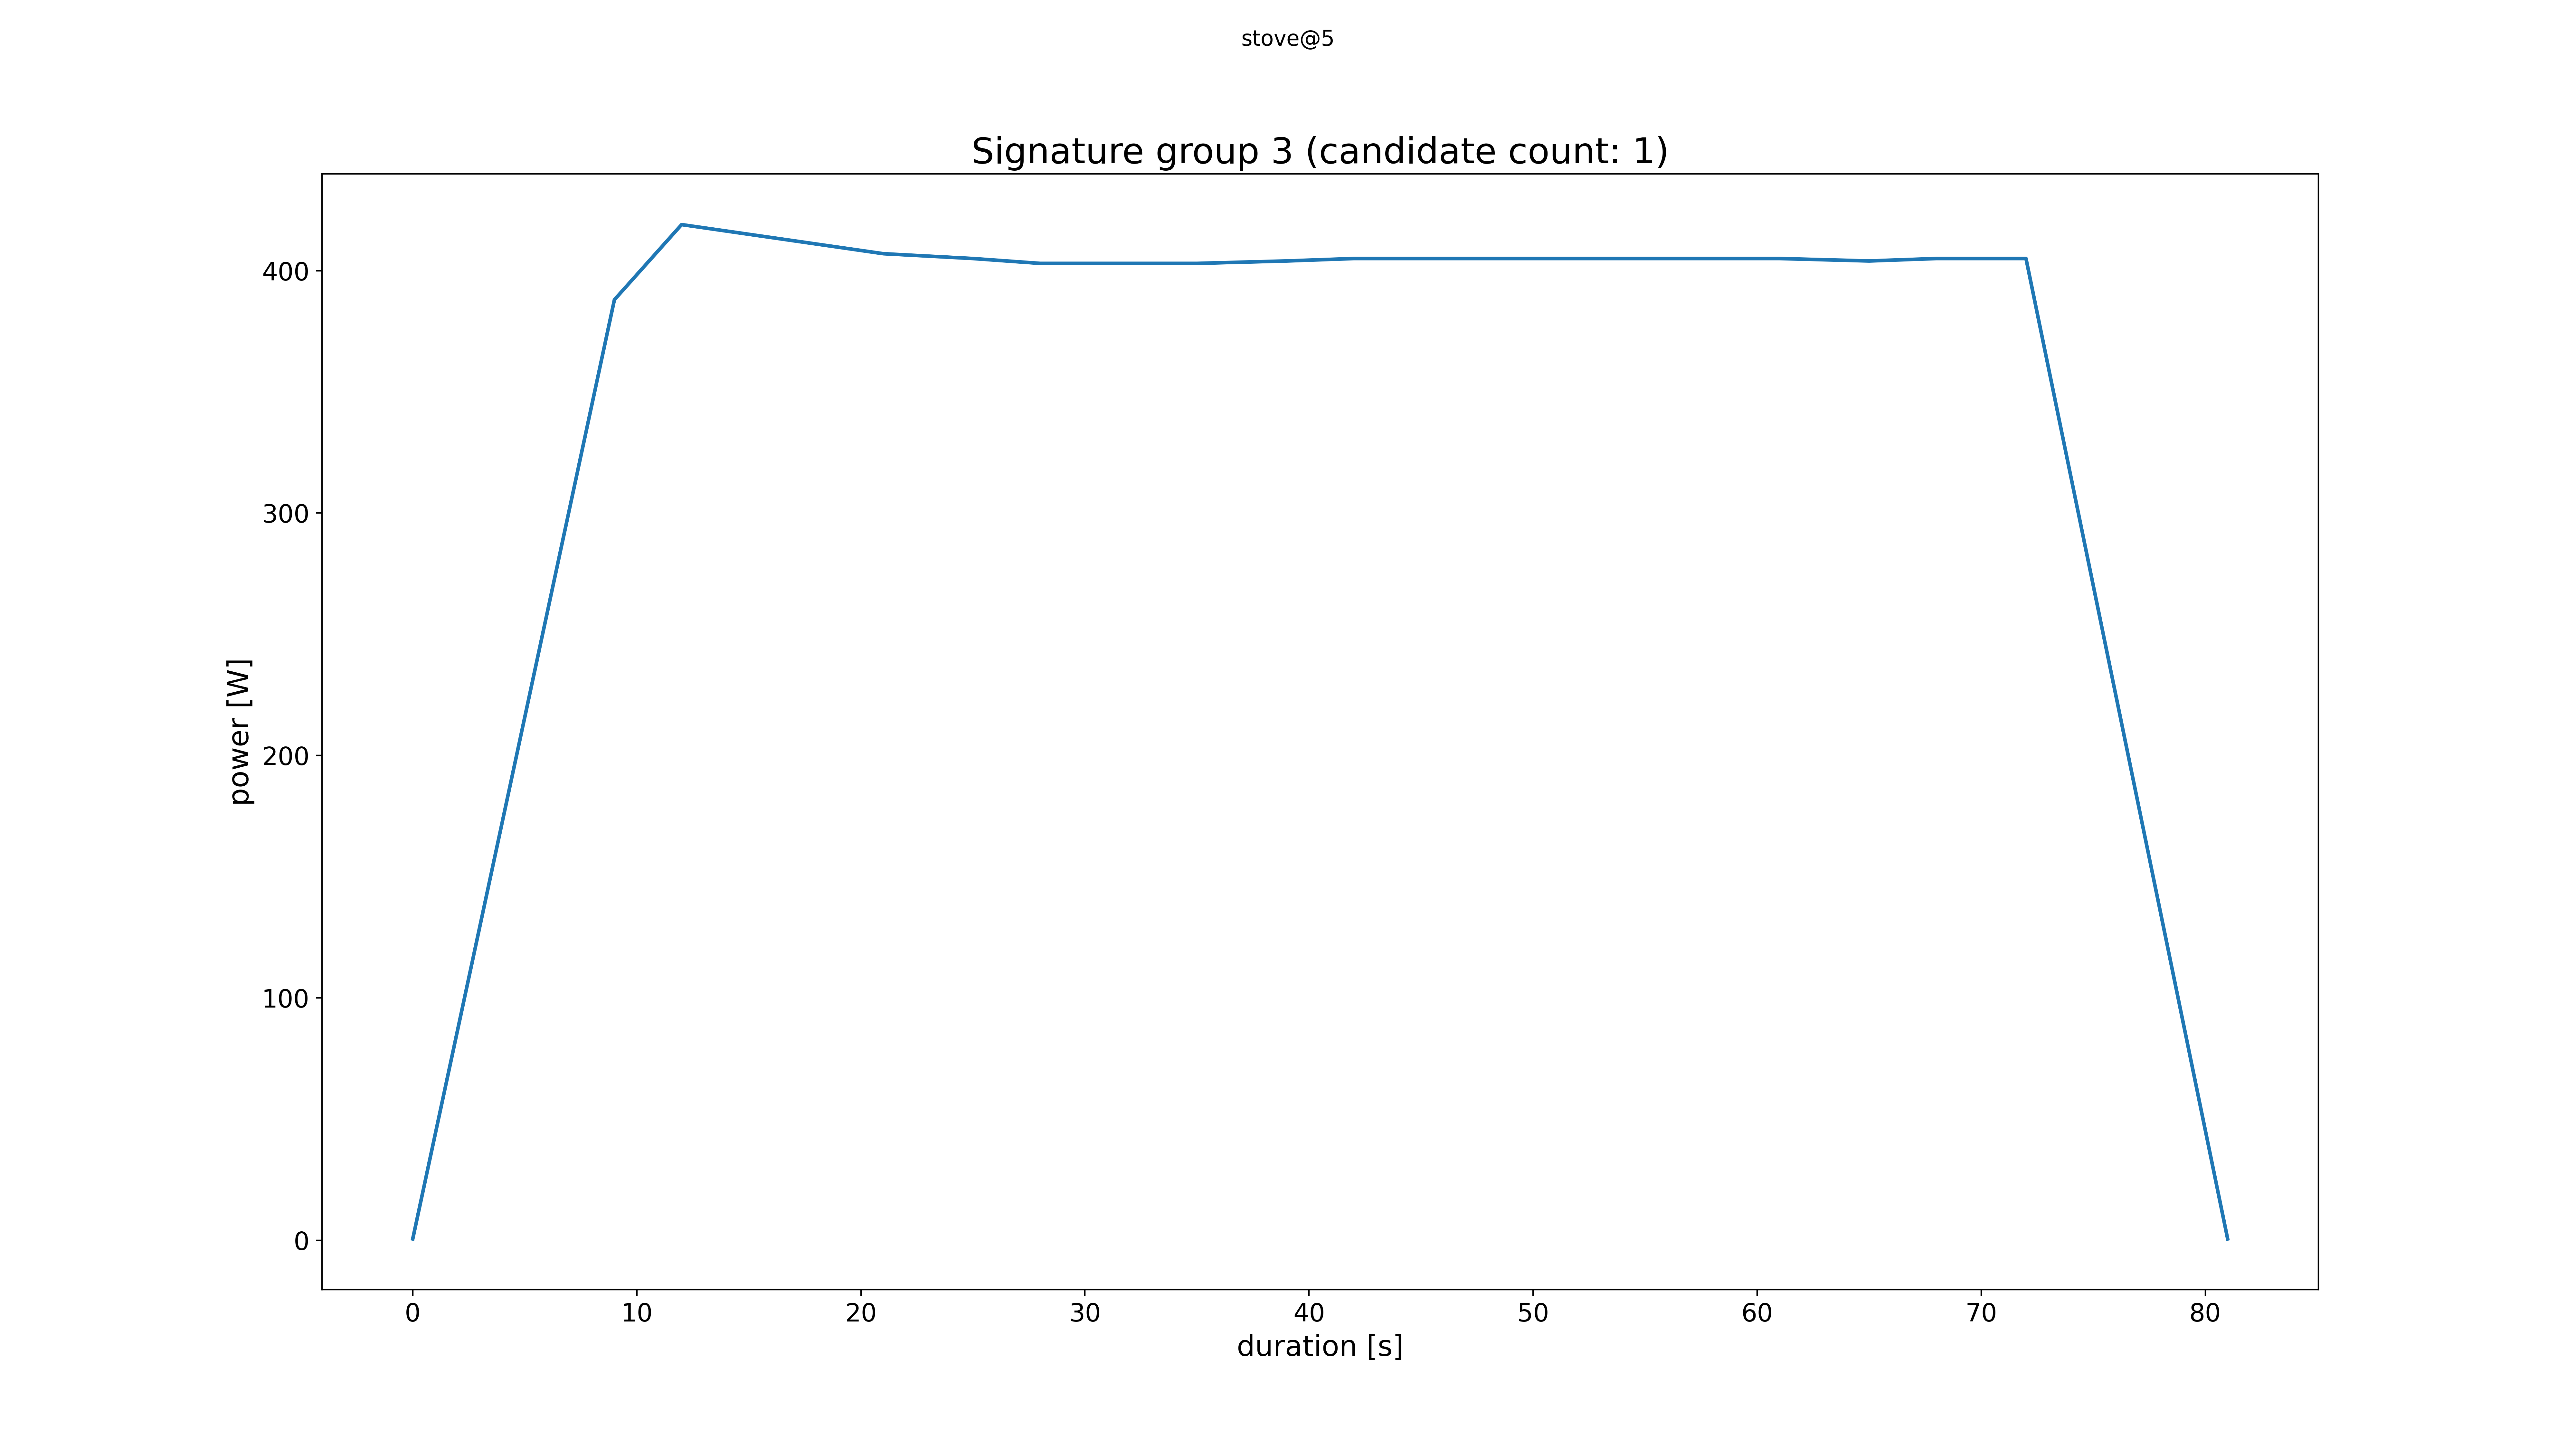 stove@5
Signature group 3 (candidate count: 1)
power [W]
400
300
200
100
0
0 10 20 30 40 50 60 70 80
duration [s]